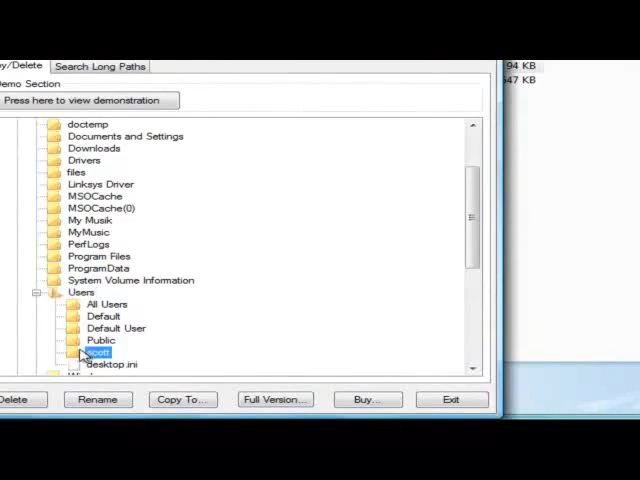 y/Delete Search Long Paths
94 KB
547 KB
Demo Section
Press here to view demonstration
doctemp
Documents and Settings
Downloads
Drivers
files
Linksys Driver
MSOCache
MSOCache(0)
My Musik
MyMusic
PerfLogs
Program Files
ProgramData
System Volume Information
Users
All Users
Default
Default User
Public
scott
desktop.ini
Delete Rename Copy To... Full Version... Buy... Exit